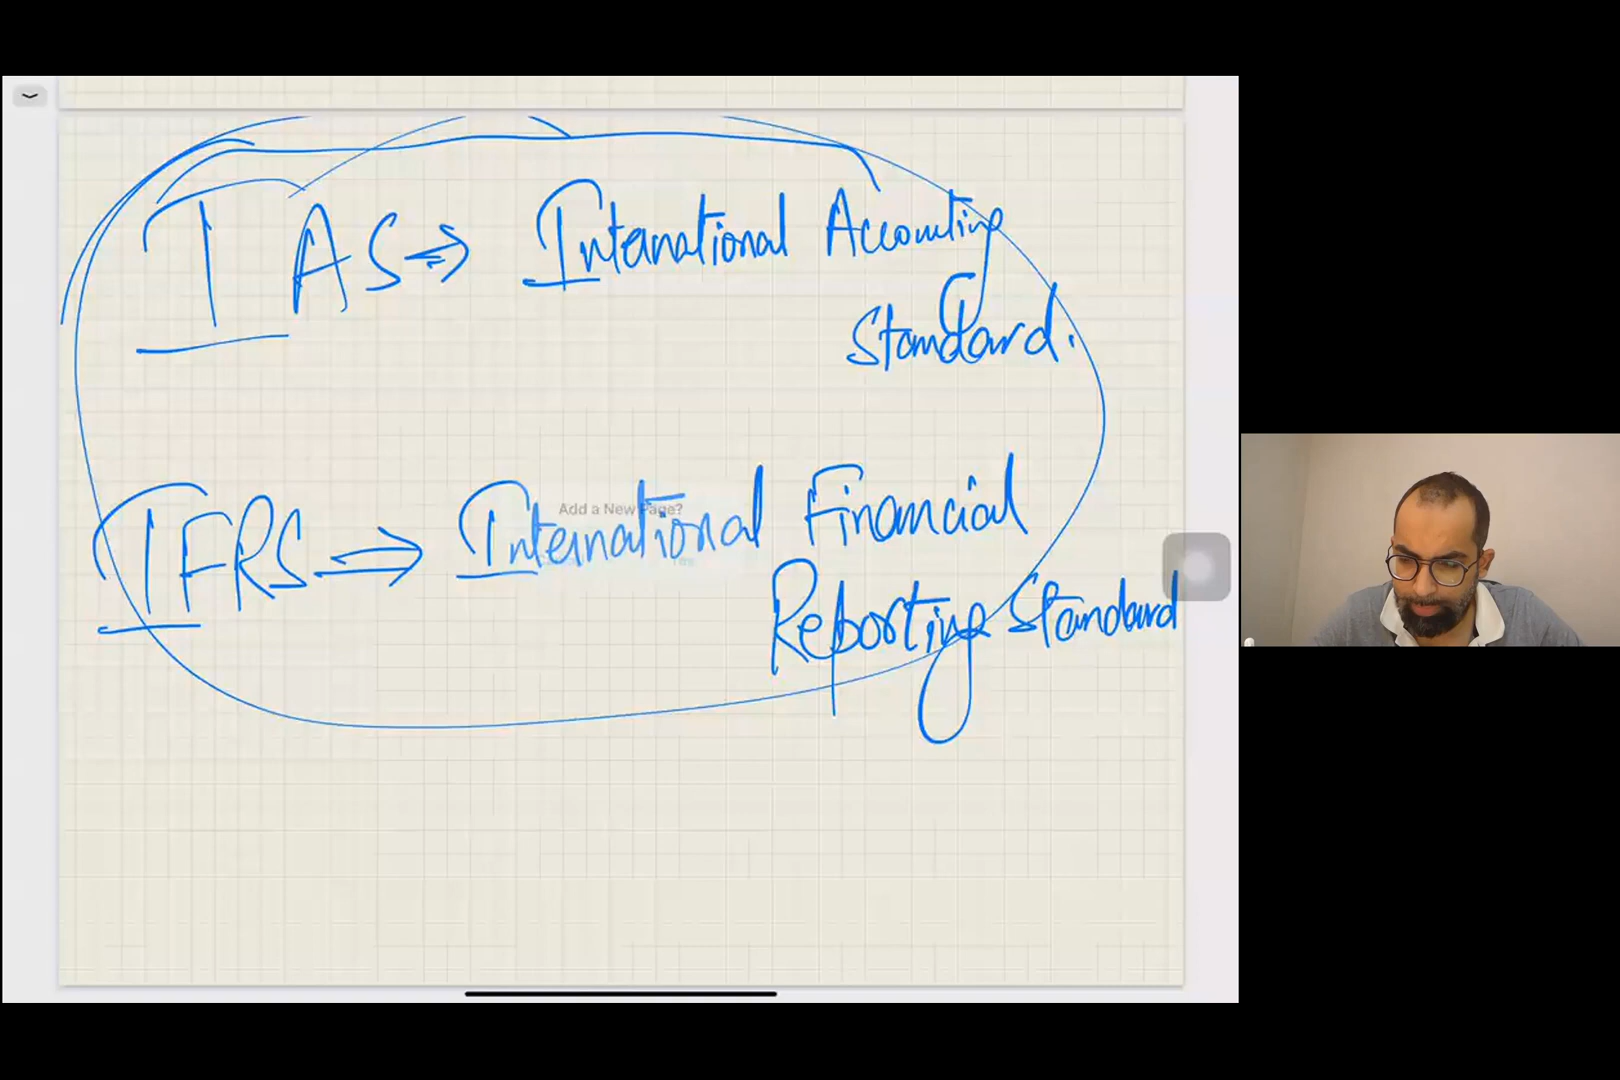 IAS ⇒ International Accounting
Standard.
Add a New Page?
IFRS ⇒ International Financial
Reporting Standard